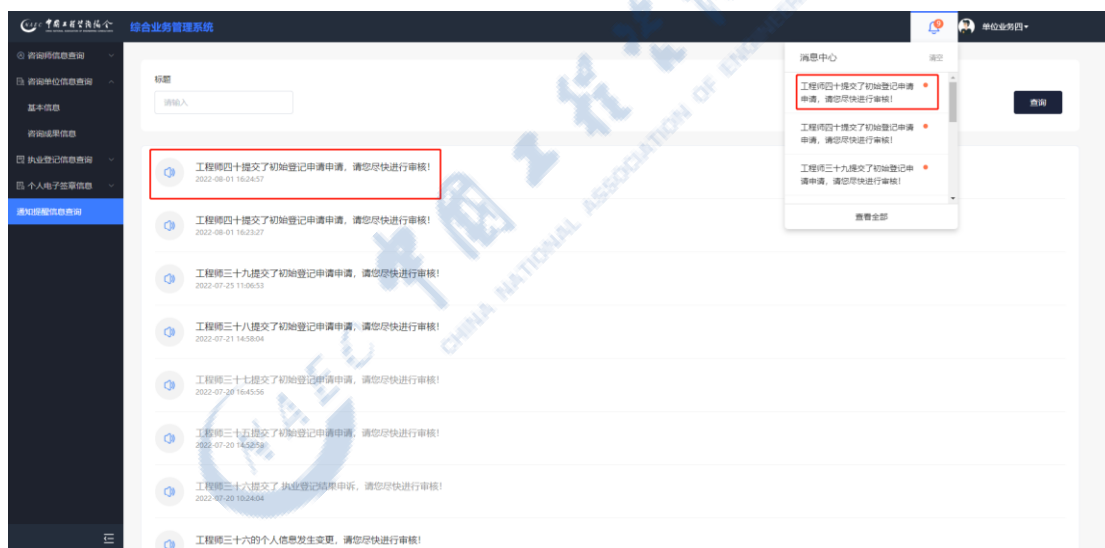 中国工程咨询协会
综合业务管理系统
9
单位业务四
咨询师信息查询
咨询单位信息查询
基本信息
咨询成果信息
执业登记信息查询
个人电子签章信息
通知提醒信息查询
标题
请输入
查询
消息中心
清空
工程师四十提交了初始登记申请
申请，请您尽快进行审核！
工程师四十提交了初始登记申请
申请，请您尽快进行审核！
工程师三十九提交了初始登记申
请申请，请您尽快进行审核！
查看全部
工程师四十提交了初始登记申请申请，请您尽快进行审核！
2022-08-01 16:24:57
工程师四十提交了初始登记申请申请，请您尽快进行审核！
2022-08-01 16:23:27
工程师三十九提交了初始登记申请申请，请您尽快进行审核！
2022-07-25 11:06:53
工程师三十八提交了初始登记申请申请，请您尽快进行审核！
2022-07-21 14:58:04
工程师三十七提交了初始登记申请申请，请您尽快进行审核！
2022-07-20 16:45:56
工程师三十五提交了初始登记申请申请，请您尽快进行审核！
2022-07-20 14:52:58
工程师三十六提交了 执业登记结果申诉，请您尽快进行审核！
2022-07-20 10:24:04
工程师三十六的个人信息发生变更，请您尽快进行审核！
CNAEC
中国工程咨
CHINA NATIONAL ASSOCIATION OF ENGINEE